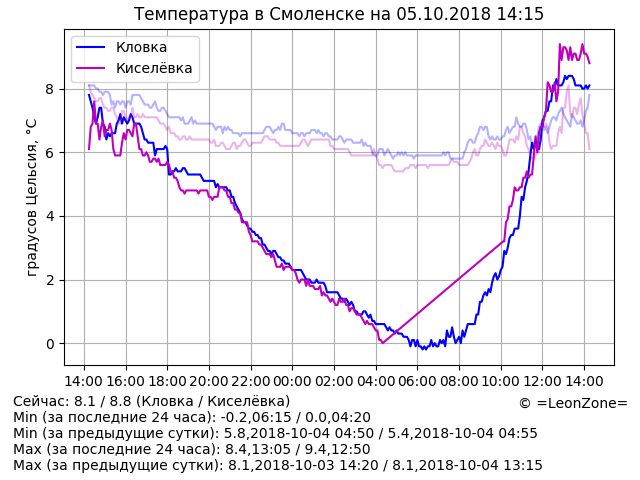 Температура в Смоленске на 05.10.2018 14:15
Кловка
Киселёвка
градусов Цельсия, °C
8
6
4
2
0
14:00 16:00 18:00 20:00 22:00 00:00 02:00 04:00 06:00 08:00 10:00 12:00 14:00
Сейчас: 8.1 / 8.8 (Кловка / Киселёвка)
© =LeonZone=
Min (за последние 24 часа): -0.2,06:15 / 0.0,04:20
Min (за предыдущие сутки): 5.8,2018-10-04 04:50 / 5.4,2018-10-04 04:55
Max (за последние 24 часа): 8.4,13:05 / 9.4,12:50
Max (за предыдущие сутки): 8.1,2018-10-03 14:20 / 8.1,2018-10-04 13:15